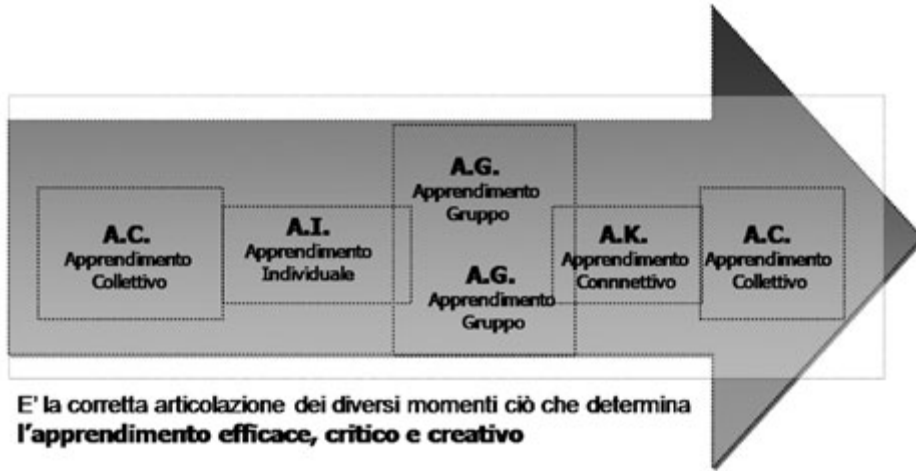 A.C.
Apprendimento
Collettivo
A.I.
Apprendimento
Individuale
A.G.
Apprendimento
Gruppo
A.G.
Apprendimento
Gruppo
A.K.
Apprendimento
Connnettivo
A.C.
Apprendimento
Collettivo
E' la corretta articolazione dei diversi momenti ciò che determina
l'apprendimento efficace, critico e creativo